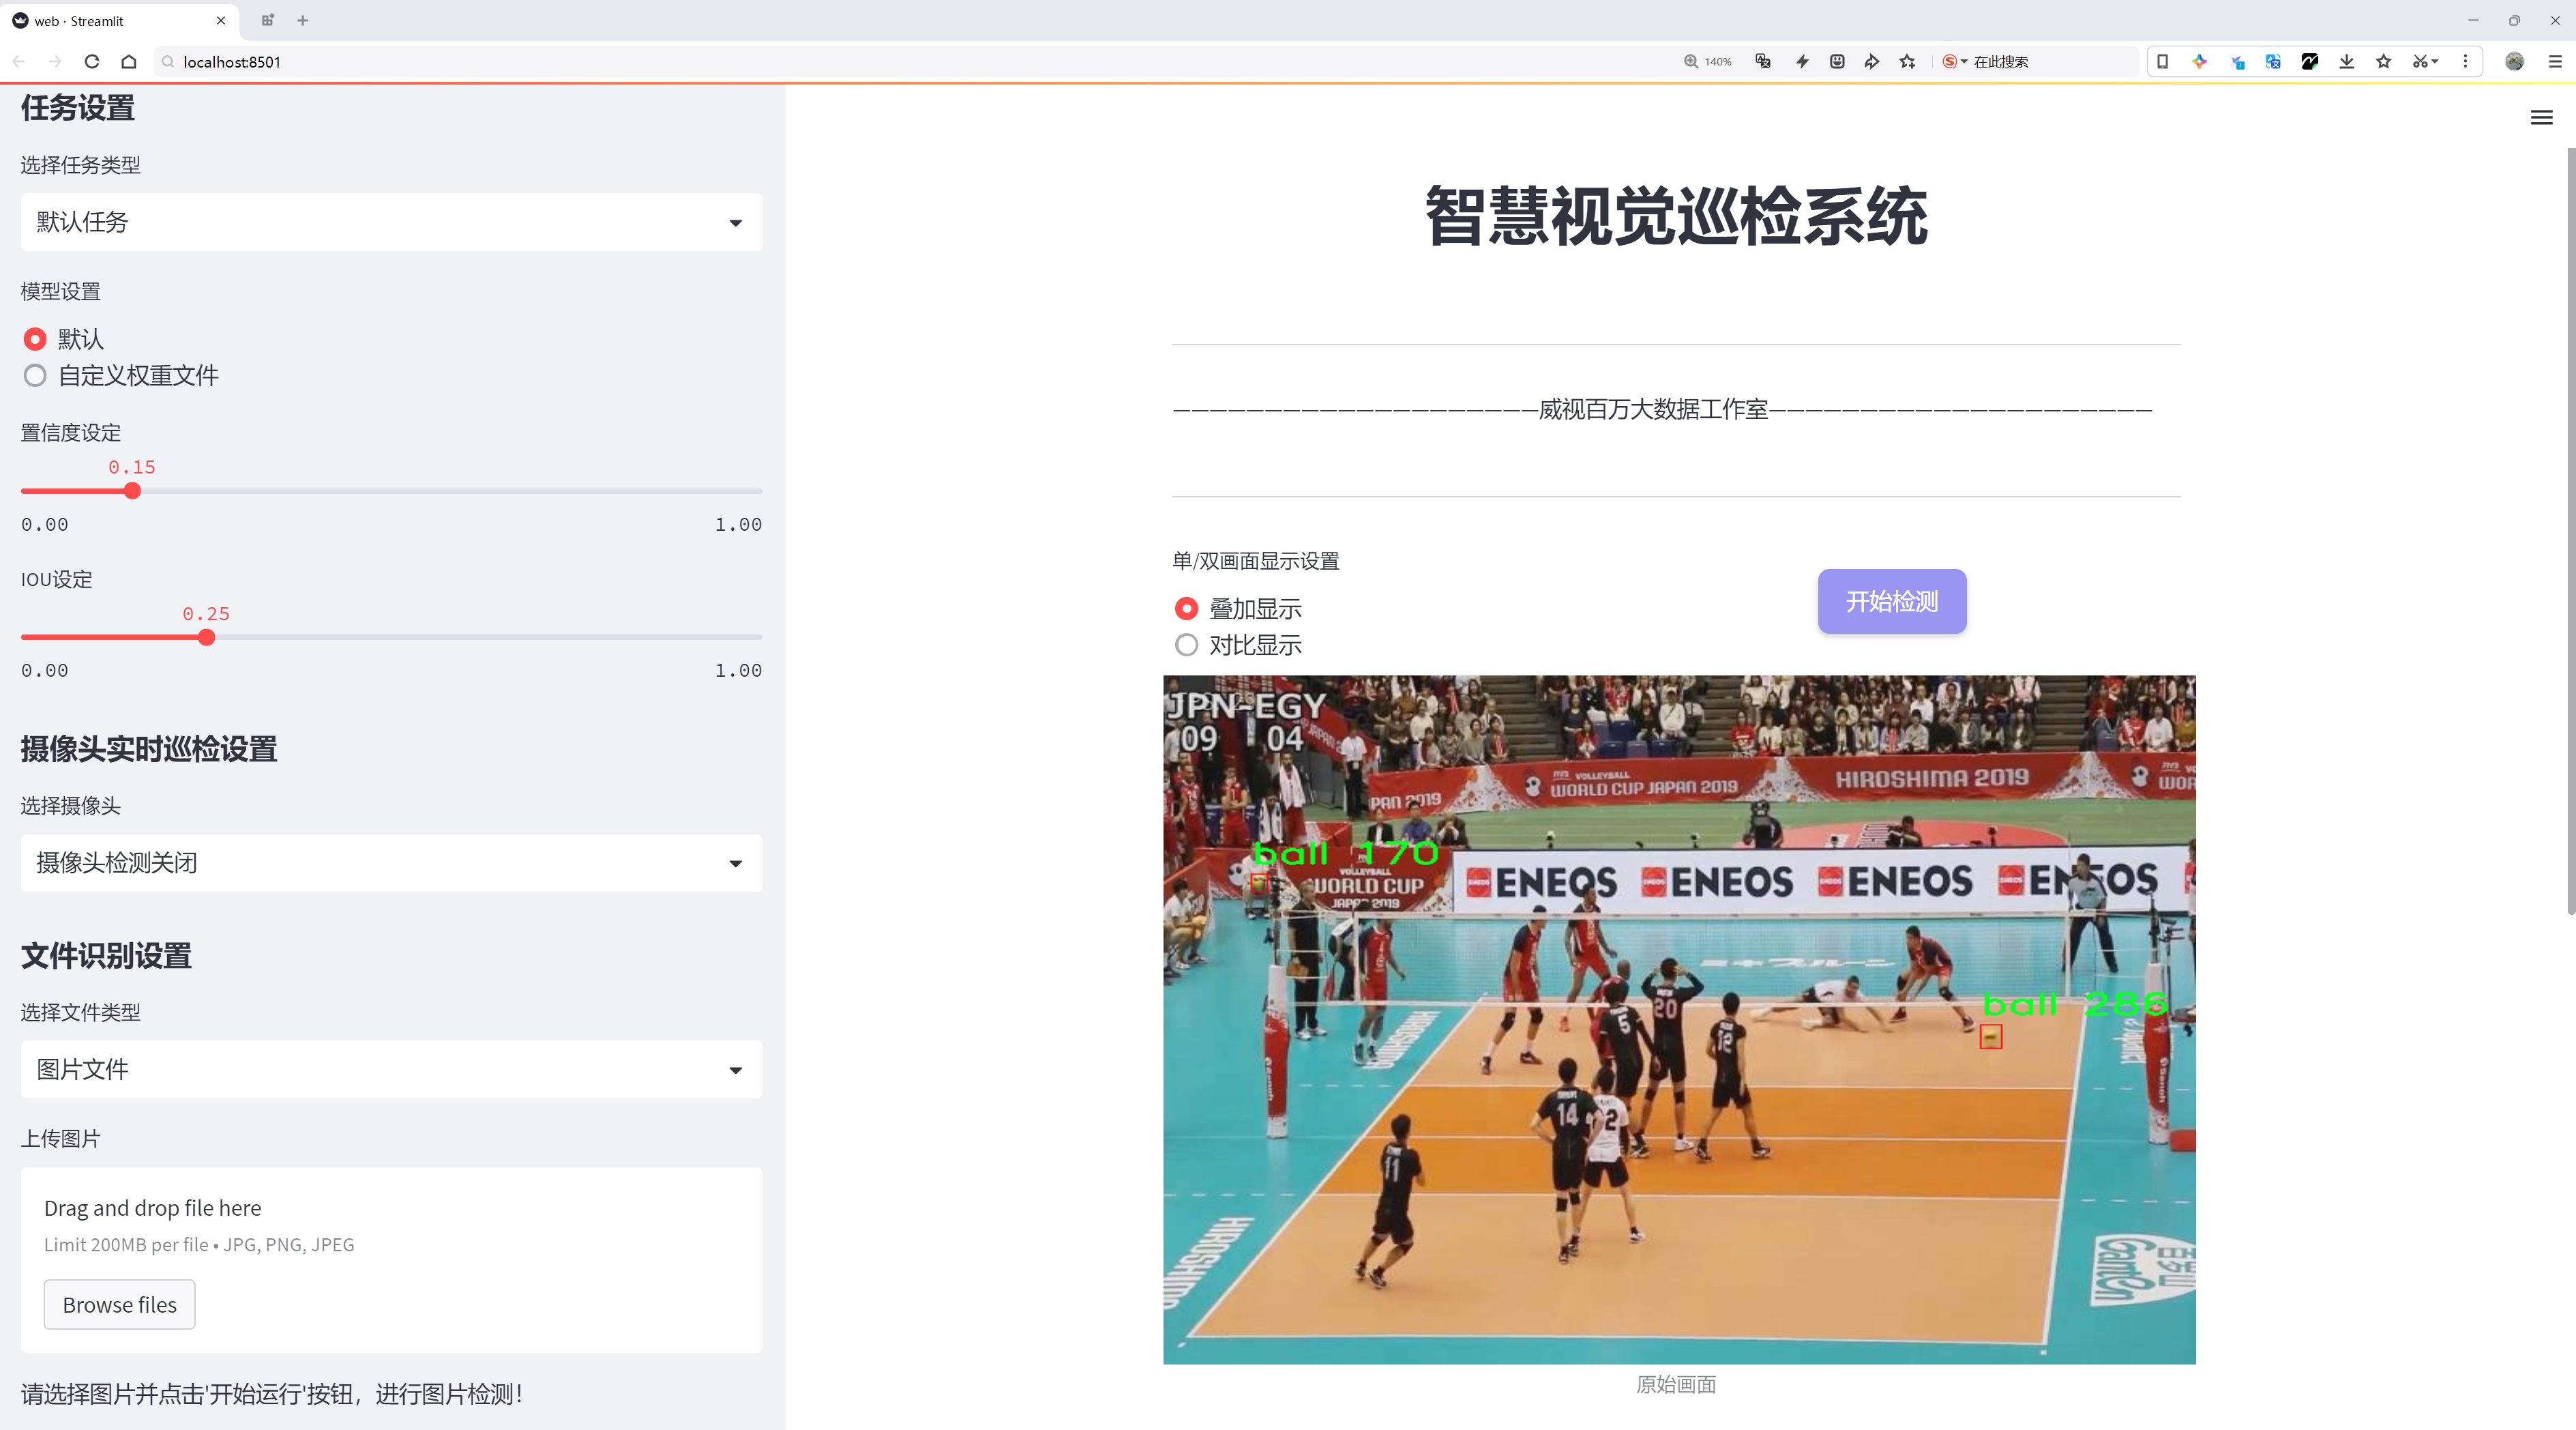 web · Streamlit
localhost:8501
140%
在此搜索
任务设置
选择任务类型
默认任务
模型设置
默认
自定义权重文件
置信度设定
0.15
0.00
1.00
IOU设定
0.25
0.00
1.00
摄像头实时巡检设置
选择摄像头
摄像头检测关闭
文件识别设置
选择文件类型
图片文件
上传图片
Drag and drop file here
Limit 200MB per file • JPG, PNG, JPEG
Browse files
请选择图片并点击'开始运行'按钮，进行图片检测！
智慧视觉巡检系统
————————————————————威视百万大数据工作室—————————————————————
单/双画面显示设置
叠加显示
对比显示
开始检测
JPN-EGY
09 04
PAN 2019
VOLLEYBALL
WORLD CUP JAPAN 2019
HIROSHIMA 2019
ball 170
VOLLEYBALL
WORLD CUP
JAPAN 2019
ENEOS
ENEOS
ENEOS
ENEOS
ball 286
20
5
12
14
2
11
HIROSHIMA
Senoh
Senoh
Ganten
原始画面